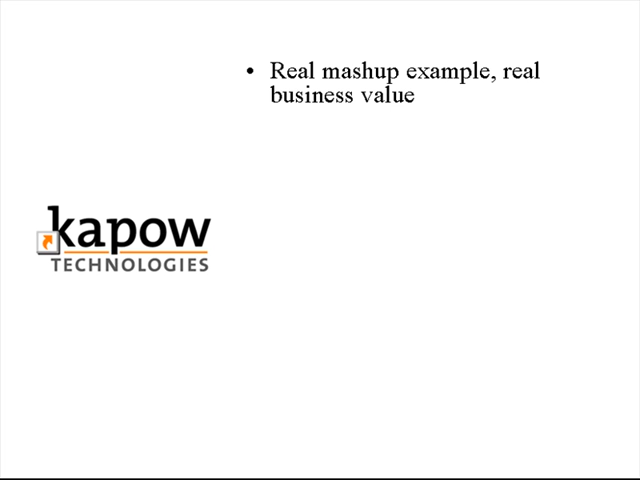 • Real mashup example, real
business value
kapow
TECHNOLOGIES